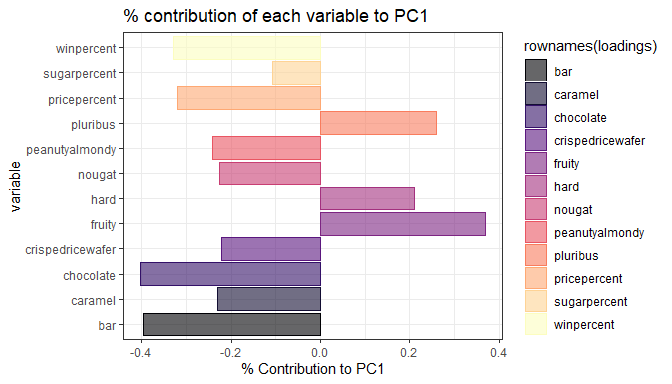 % contribution of each variable to PC1
variable
winpercent
sugarpercent
pricepercent
pluribus
peanutyalmondy
nougat
hard
fruity
crispedricewafer
chocolate
caramel
bar
-0.4 -0.2 0.0 0.2 0.4
% Contribution to PC1
rownames(loadings)
bar
caramel
chocolate
crispedricewafer
fruity
hard
nougat
peanutyalmondy
pluribus
pricepercent
sugarpercent
winpercent